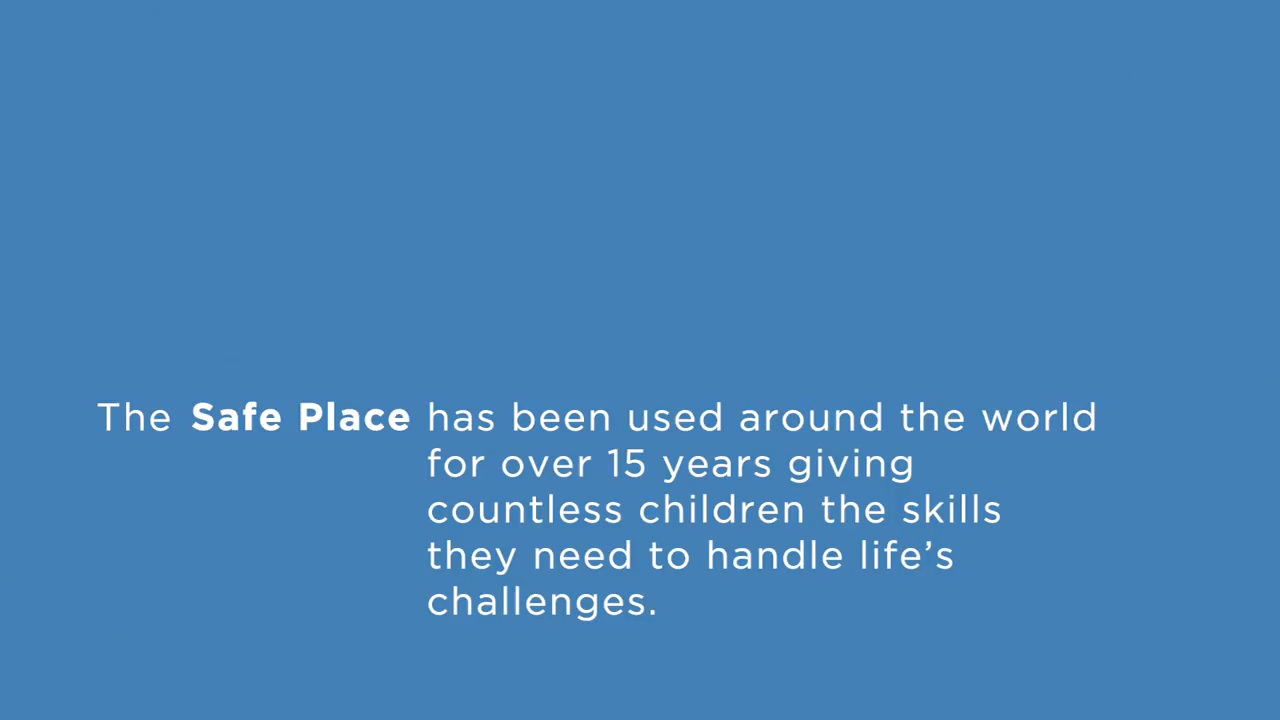 The Safe Place has been used around the world
for over 15 years giving
countless children the skills
they need to handle life’s
challenges.